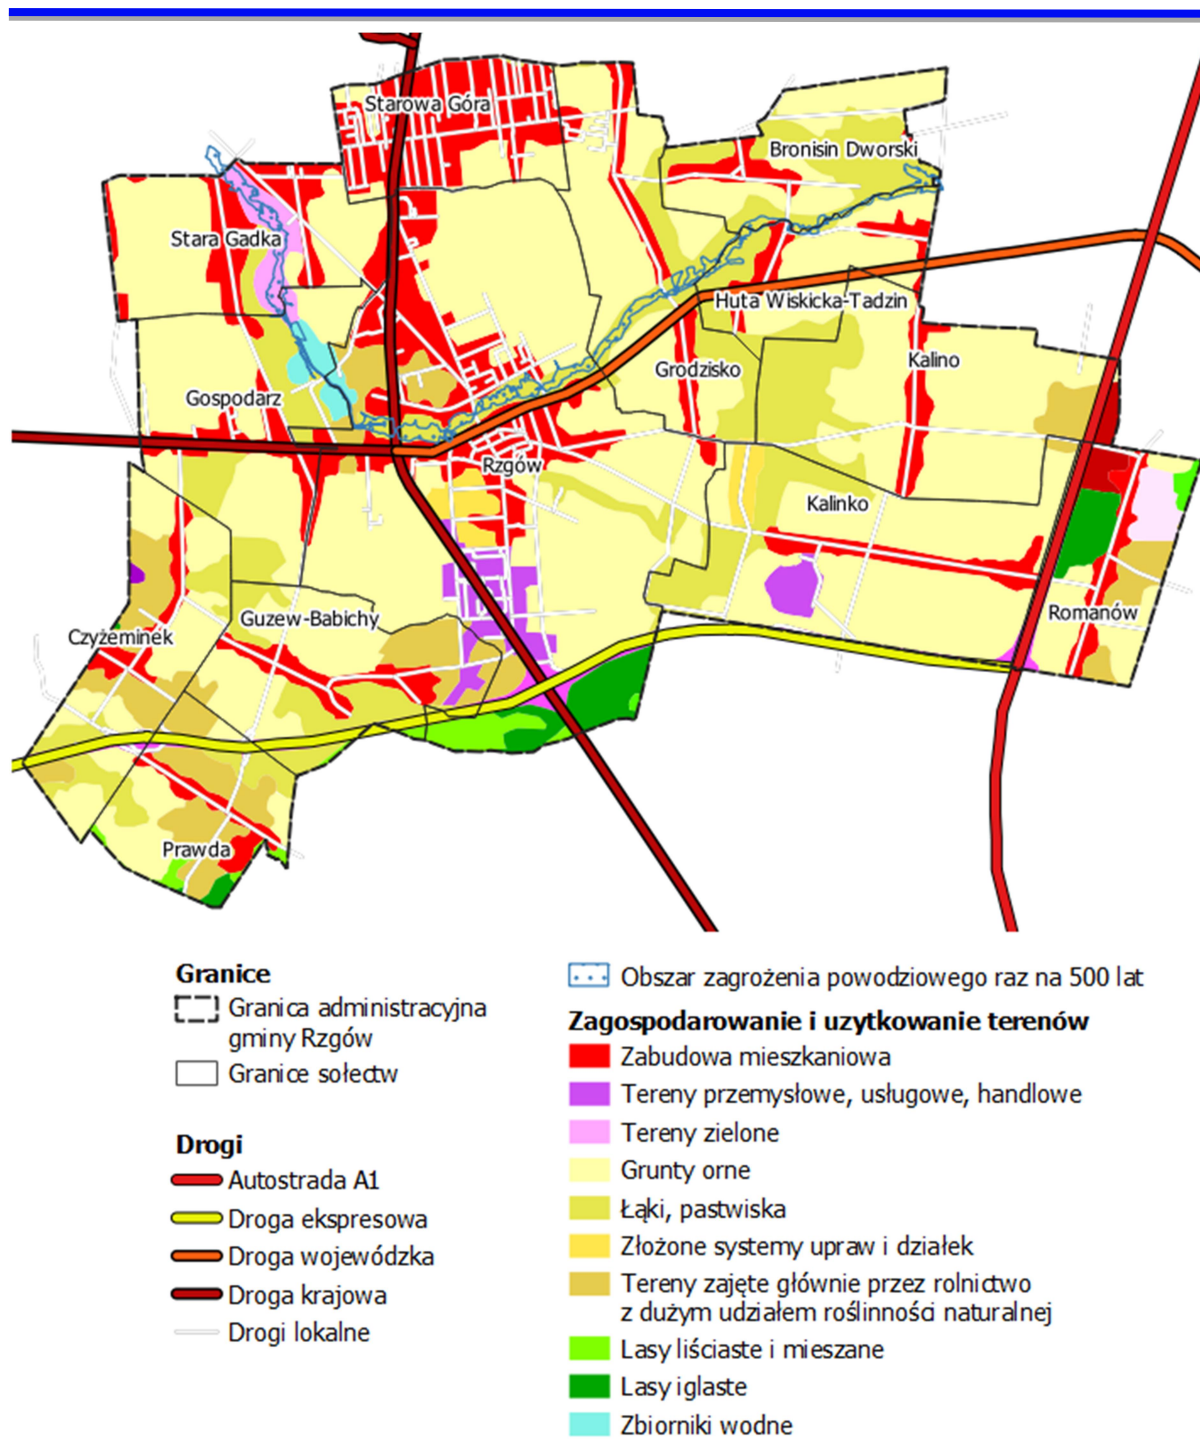 Starowa Góra
Bronisin Dworski
Stara Gadka
Huta Wiskicka-Tadzin
Grodzisko
Kalino
Gospodarz
Rzgów
Kalinko
Guzew-Babichy
Czyżeminek
Romanów
Prawda
Granice
Granica administracyjna
gminy Rzgów
Granice sołectw
Drogi
Autostrada A1
Droga ekspresowa
Droga wojewódzka
Droga krajowa
Drogi lokalne
Obszar zagrożenia powodziowego raz na 500 lat
Zagospodarowanie i uzytkowanie terenów
Zabudowa mieszkaniowa
Tereny przemysłowe, usługowe, handlowe
Tereny zielone
Grunty orne
Łąki, pastwiska
Złożone systemy upraw i działek
Tereny zajęte głównie przez rolnictwo
z dużym udziałem roślinności naturalnej
Lasy liściaste i mieszane
Lasy iglaste
Zbiorniki wodne